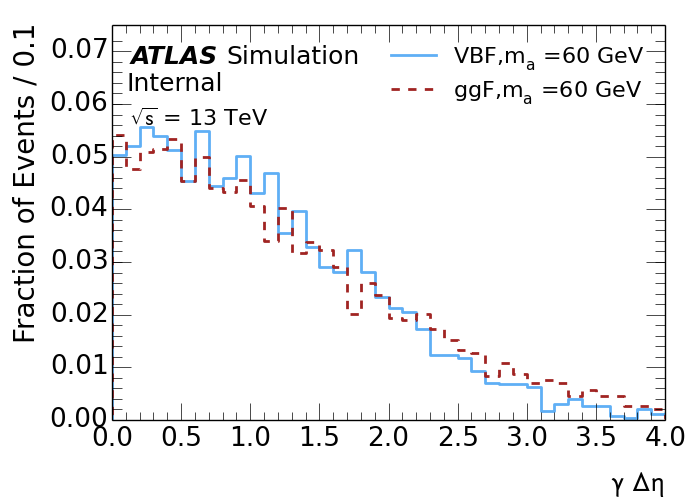 Fraction of Events / 0.1
0.07
0.06
0.05
0.04
0.03
0.02
0.01
0.00
ATLAS Simulation
Internal
√s = 13 TeV
VBF,mₐ =60 GeV
ggF,mₐ =60 GeV
0.0 0.5 1.0 1.5 2.0 2.5 3.0 3.5 4.0
γ Δη